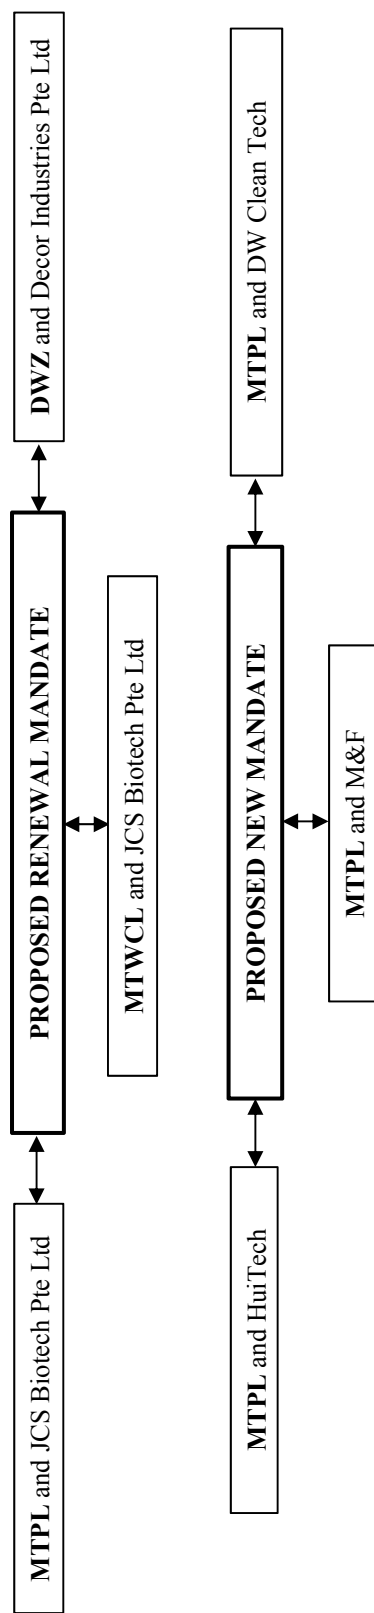 MTPL and JCS Biotech Pte Ltd
PROPOSED RENEWAL MANDATE
DWZ and Decor Industries Pte Ltd
MTWCL and JCS Biotech Pte Ltd
MTPL and HuiTech
PROPOSED NEW MANDATE
MTPL and DW Clean Tech
MTPL and M&F